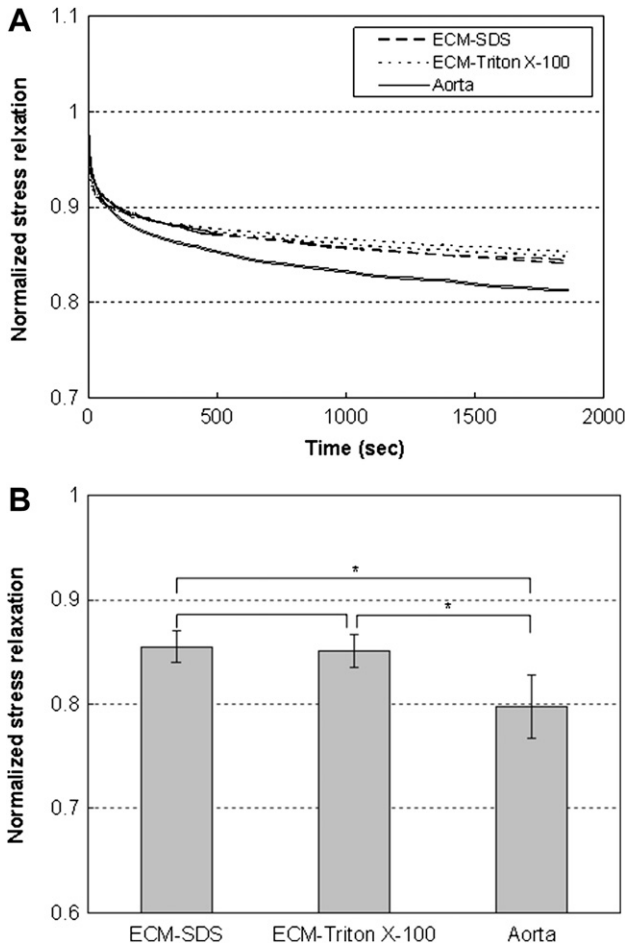 A
Normalized stress relxation
1.1
1
0.9
0.8
0.7
ECM-SDS
ECM-Triton X-100
Aorta
0
500
1000
1500
2000
Time (sec)
B
Normalized stress relaxation
1
0.9
0.8
0.7
0.6
*
*
ECM-SDS
ECM-Triton X-100
Aorta